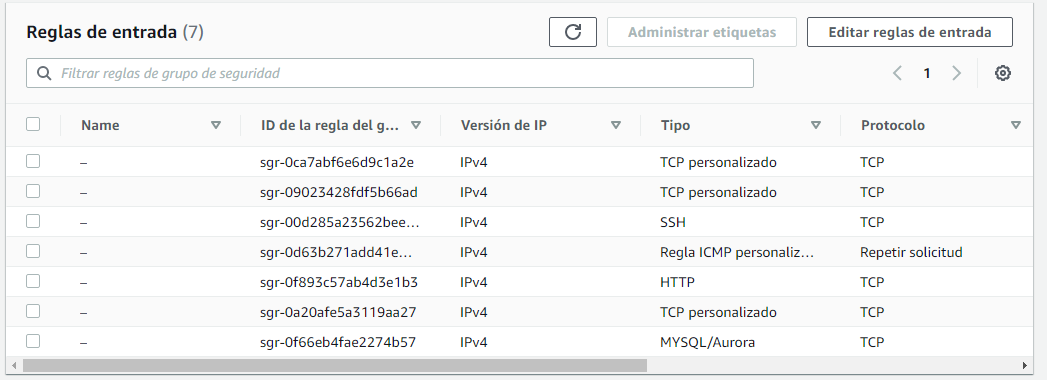 Reglas de entrada (7) Administrar etiquetas Editar reglas de entrada
Filtrar reglas de grupo de seguridad 1
Name ID de la regla del g... Versión de IP Tipo Protocolo
– sgr-0ca7abf6e6d9c1a2e IPv4 TCP personalizado TCP
– sgr-09023428fdf5b66ad IPv4 TCP personalizado TCP
– sgr-00d285a23562bee... IPv4 SSH TCP
– sgr-0d63b271add41e... IPv4 Regla ICMP personaliz... Repetir solicitud
– sgr-0f893c57ab4d3e1b3 IPv4 HTTP TCP
– sgr-0a20afe5a3119aa27 IPv4 TCP personalizado TCP
– sgr-0f66eb4fae2274b57 IPv4 MYSQL/Aurora TCP